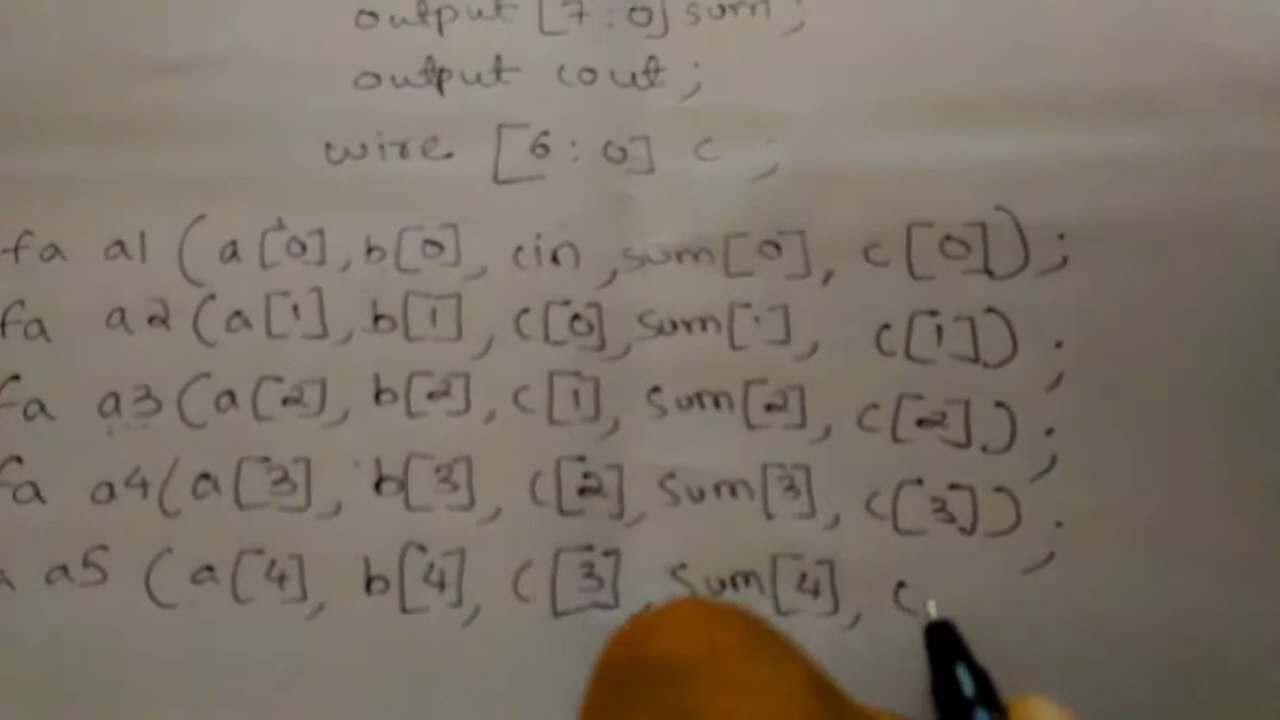 output [7:0] sum;
output cout;
wire [6:0] c ;
fa a1 (a[0], b[0], cin, sum[0], c[0]);
fa a2 (a[1], b[1], c[0], sum[1], c[1]);
fa a3 (a[2], b[2], c[1], sum[2], c[2]);
fa a4 (a[3], b[3], c[2], sum[3], c[3]);
a a5 (a[4], b[4], c[3], sum[4], c